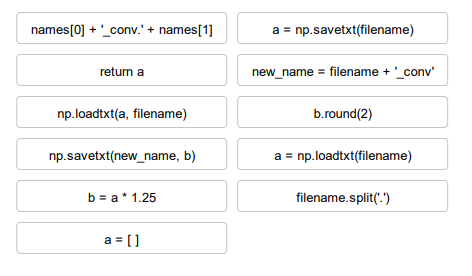 names[0] + '_conv.' + names[1]
a = np.savetxt(filename)
return a
new_name = filename + '_conv'
np.loadtxt(a, filename)
b.round(2)
np.savetxt(new_name, b)
a = np.loadtxt(filename)
b = a * 1.25
filename.split('.')
a = [ ]